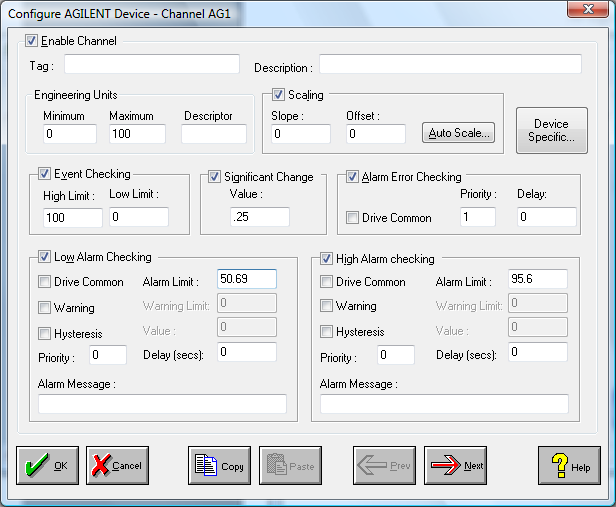 Configure AGILENT Device - Channel AG1
Enable Channel
Tag :
Description :
Engineering Units
Minimum Maximum Descriptor
0 100
Scaling
Slope : Offset :
0 0
Auto Scale...
Device Specific...
Event Checking
High Limit : Low Limit :
100 0
Significant Change
Value :
.25
Alarm Error Checking
Priority : Delay:
Drive Common 1 0
Low Alarm Checking
Drive Common Alarm Limit : 50.69
Warning Warning Limit: 0
Hysteresis Value : 0
Priority : 0 Delay (secs): 0
Alarm Message :
High Alarm checking
Drive Common Alarm Limit : 95.6
Warning Warning Limit: 0
Hysteresis Value : 0
Priority : 0 Delay (secs): 0
Alarm Message :
OK Cancel Copy Paste Prev Next Help